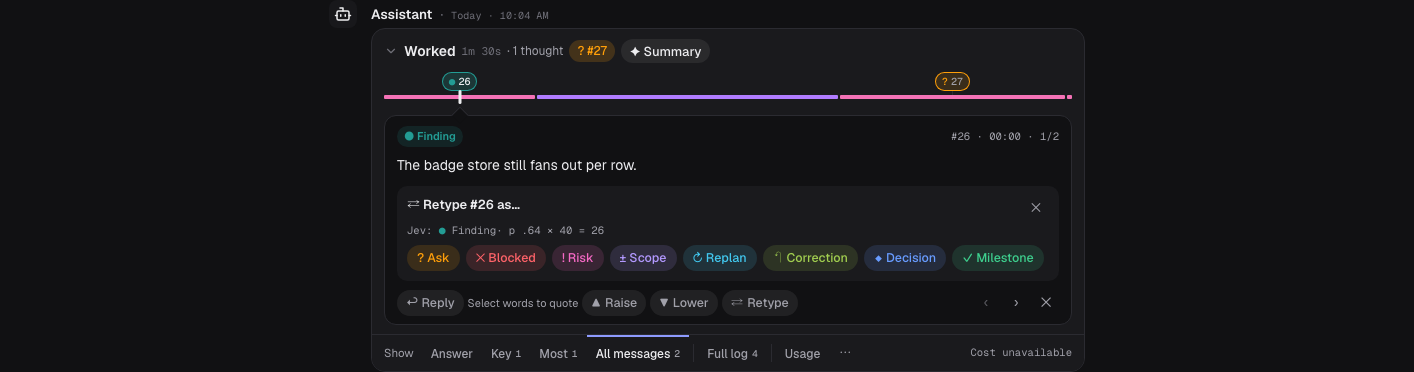 Assistant · Today · 10:04 AM
Worked 1m 30s · 1 thought ? #27 ✦ Summary
26 ? 27
Finding #26 · 00:00 · 1/2
The badge store still fans out per row.
⇄ Retype #26 as… ×
Jev: ● Finding· p .64 × 40 = 26
? Ask × Blocked ! Risk ± Scope ↻ Replan ¶ Correction ◆ Decision ✓ Milestone
↩ Reply Select words to quote ▲ Raise ▼ Lower ⇄ Retype ‹ › ×
Show Answer Key 1 Most 1 All messages 2 Full log 4 Usage ··· Cost unavailable